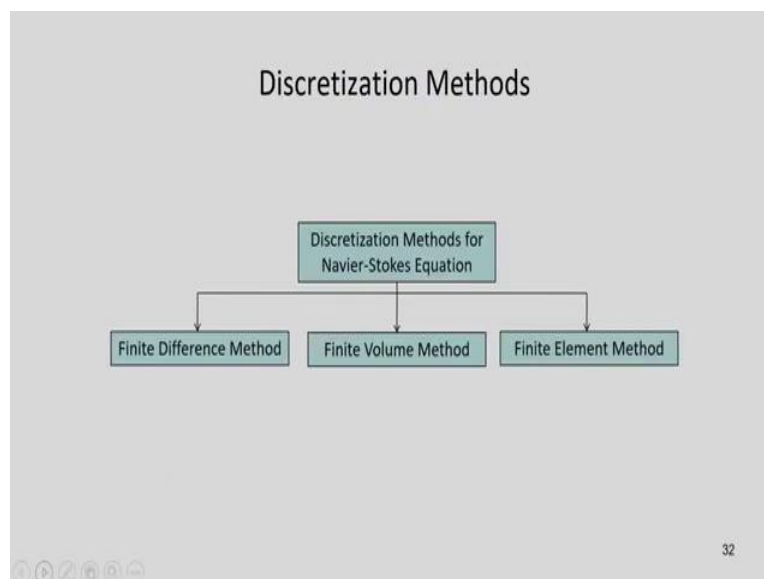 Discretization Methods
Discretization Methods for
Navier-Stokes Equation
Finite Difference Method
Finite Volume Method
Finite Element Method
32